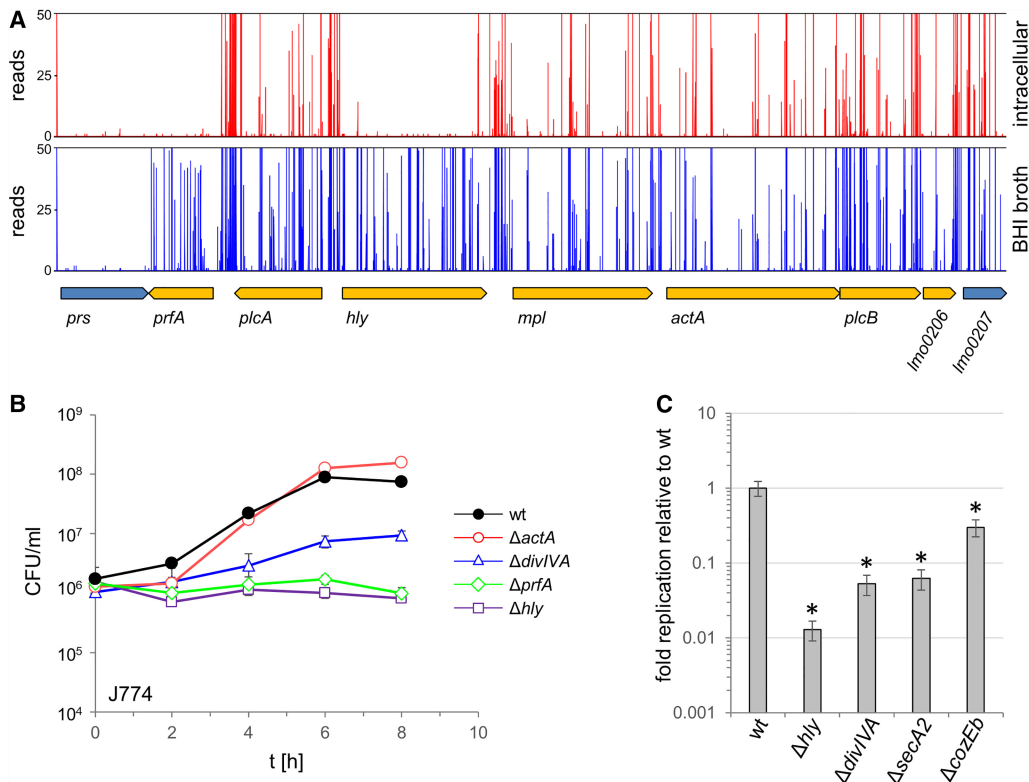 A
50
25
0
reads
intracellular
50
25
0
reads
BHI broth
prs prfA plcA hly mpl actA plcB lmo0206 lmo0207
B
10⁹
10⁸
10⁷
10⁶
10⁵
10⁴
CFU/ml
J774
0 2 4 6 8 10
t [h]
wt
ΔactA
ΔdivIVA
ΔprfA
Δhly
C
fold replication relative to wt
10
1
0.1
0.01
0.001
* * * *
wt Δhly ΔdivIVA ΔsecA2 ΔcozEb